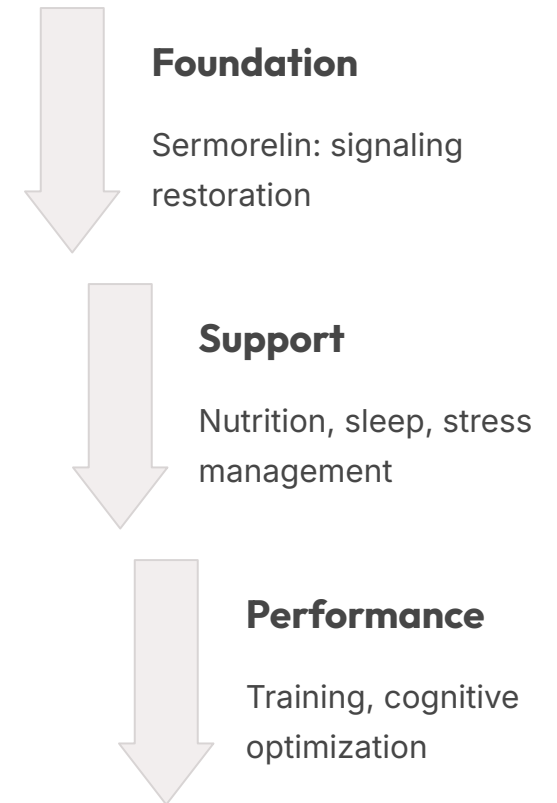 Foundation
Sermorelin: signaling
restoration
Support
Nutrition, sleep, stress
management
Performance
Training, cognitive
optimization